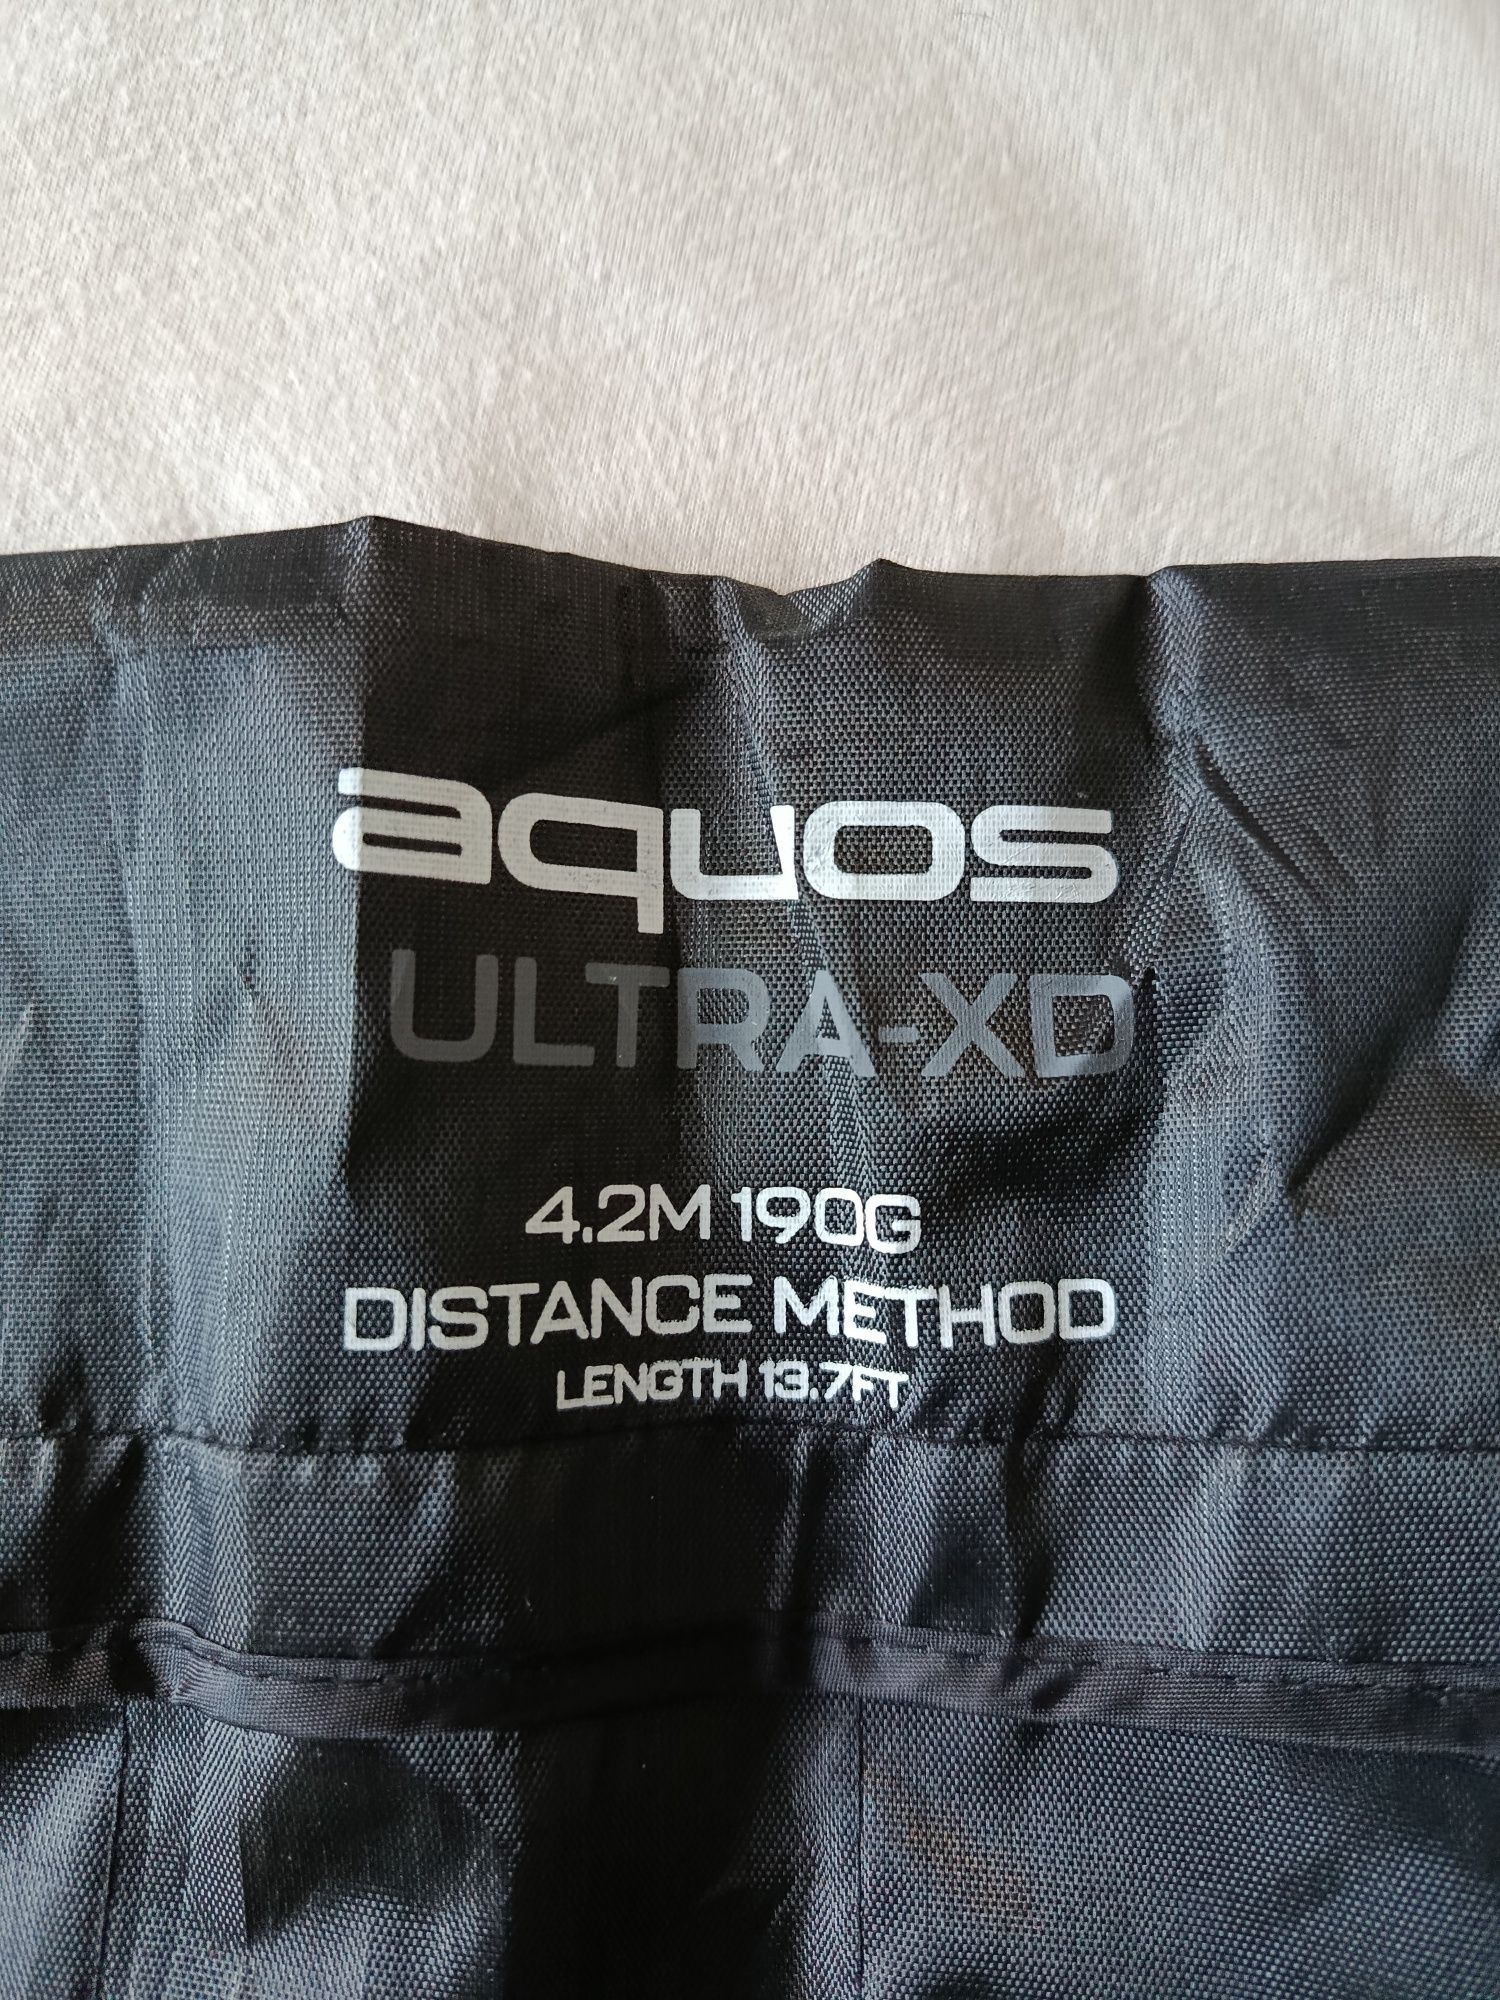 aquos
ULTRA-XD
4.2M 190G
DISTANCE METHOD
LENGTH 13.7FT